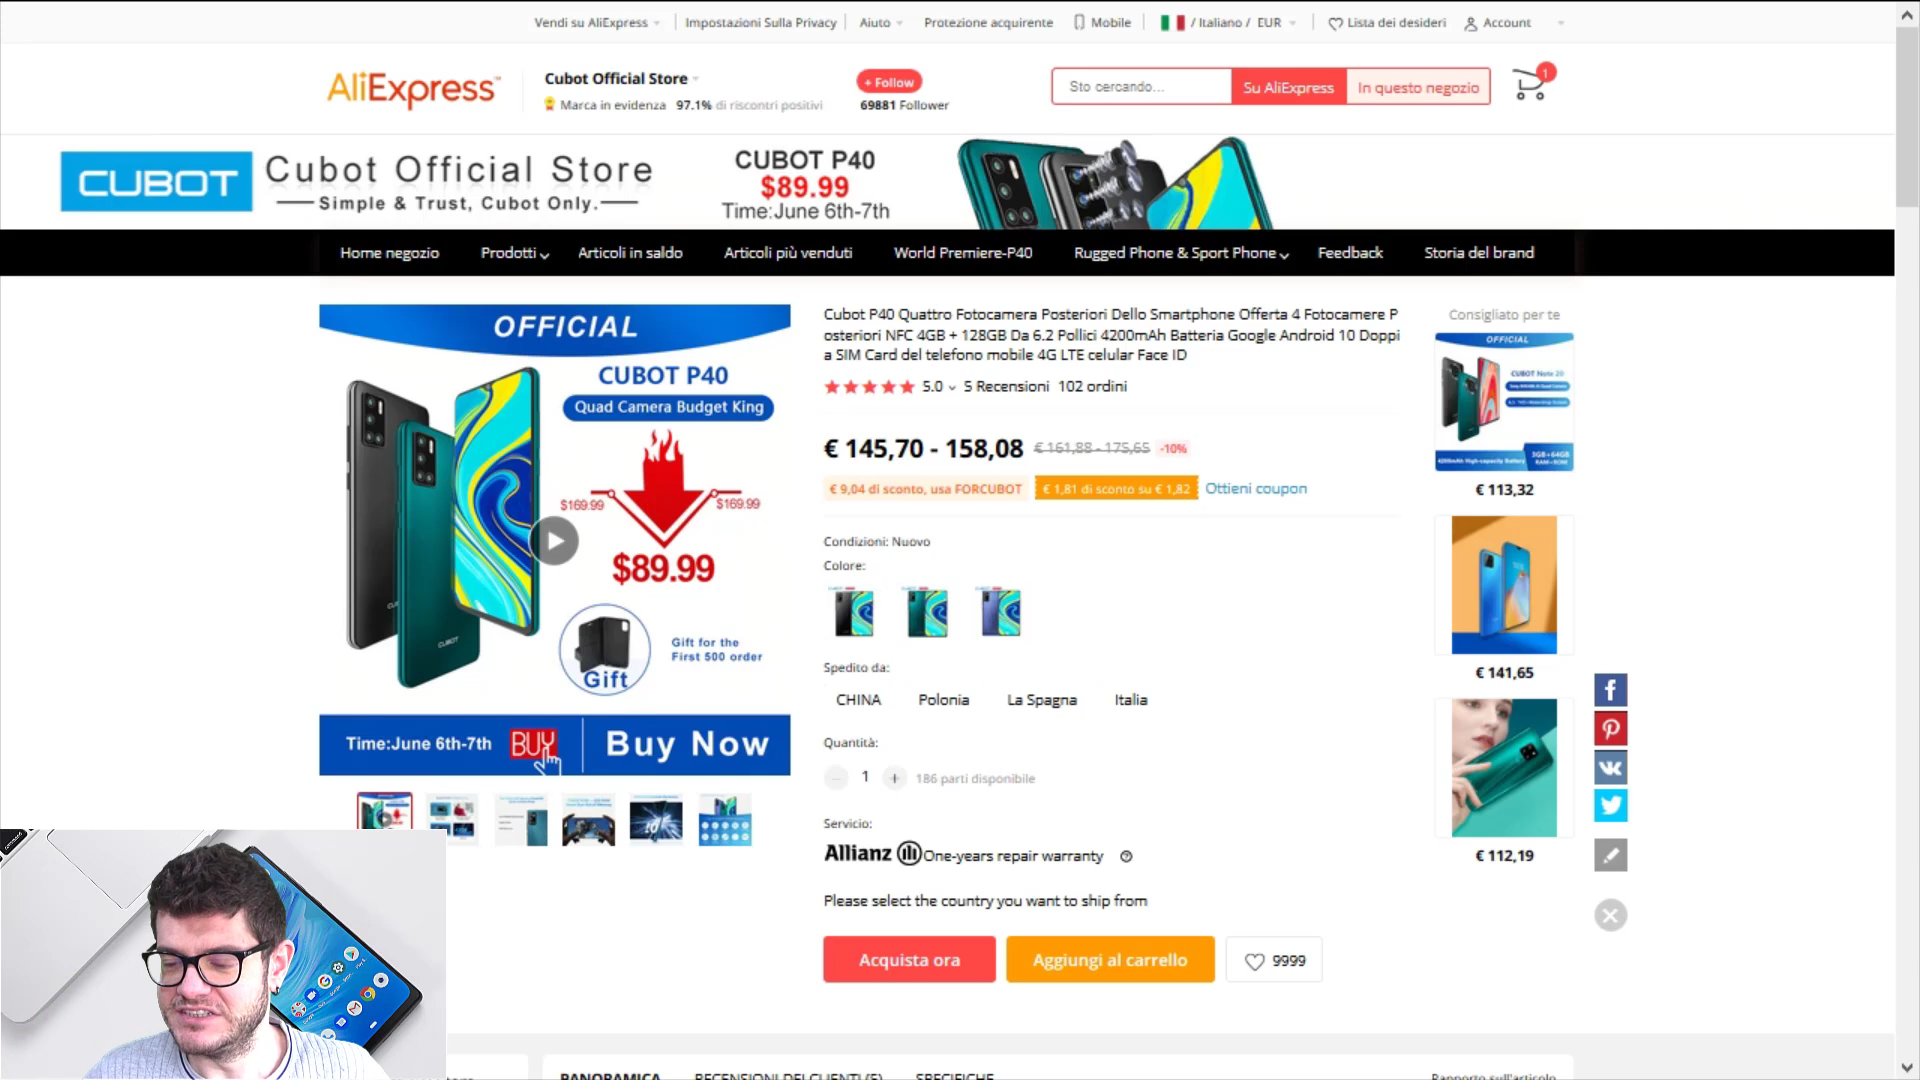 Vendi su AliExpress
Impostazioni Sulla Privacy
Aiuto
Protezione acquirente
Mobile
/ Italiano / EUR
Lista dei desideri
Account
AliExpress
Cubot Official Store
Marca in evidenza 97.1% di riscontri positivi
+ Follow
69881 Follower
Sto cercando...
Su AliExpress
In questo negozio
1
CUBOT
Cubot Official Store
Simple & Trust, Cubot Only.
CUBOT P40
$89.99
Time:June 6th-7th
Home negozio
Prodotti
Articoli in saldo
Articoli più venduti
World Premiere-P40
Rugged Phone & Sport Phone
Feedback
Storia del brand
OFFICIAL
CUBOT P40
Quad Camera Budget King
$169.99
$169.99
$89.99
CUBOT
Gift
Gift for the
First 500 order
Time:June 6th-7th
BUY
Buy Now
Cubot P40 Quattro Fotocamera Posteriori Dello Smartphone Offerta 4 Fotocamere P
osteriori NFC 4GB + 128GB Da 6.2 Pollici 4200mAh Batteria Google Android 10 Doppi
a SIM Card del telefono mobile 4G LTE celular Face ID
5.0
5 Recensioni
102 ordini
€ 145,70 - 158,08
€ 161,88 - 175,65
-10%
€ 9,04 di sconto, usa FORCUBOT
€ 1,81 di sconto su € 1,82
Ottieni coupon
Condizioni: Nuovo
Colore:
Spedito da:
CHINA
Polonia
La Spagna
Italia
Quantità:
1
186 parti disponibile
Servicio:
Allianz
One-years repair warranty
Please select the country you want to ship from
Acquista ora
Aggiungi al carrello
9999
Consigliato per te
OFFICIAL
CUBOT Note 20
3GB+64GB
€ 113,32
€ 141,65
€ 112,19
PANORAMICA
RECENSIONI DEI CLIENTI (5)
SPECIFICHE
Rapporto sull'articolo